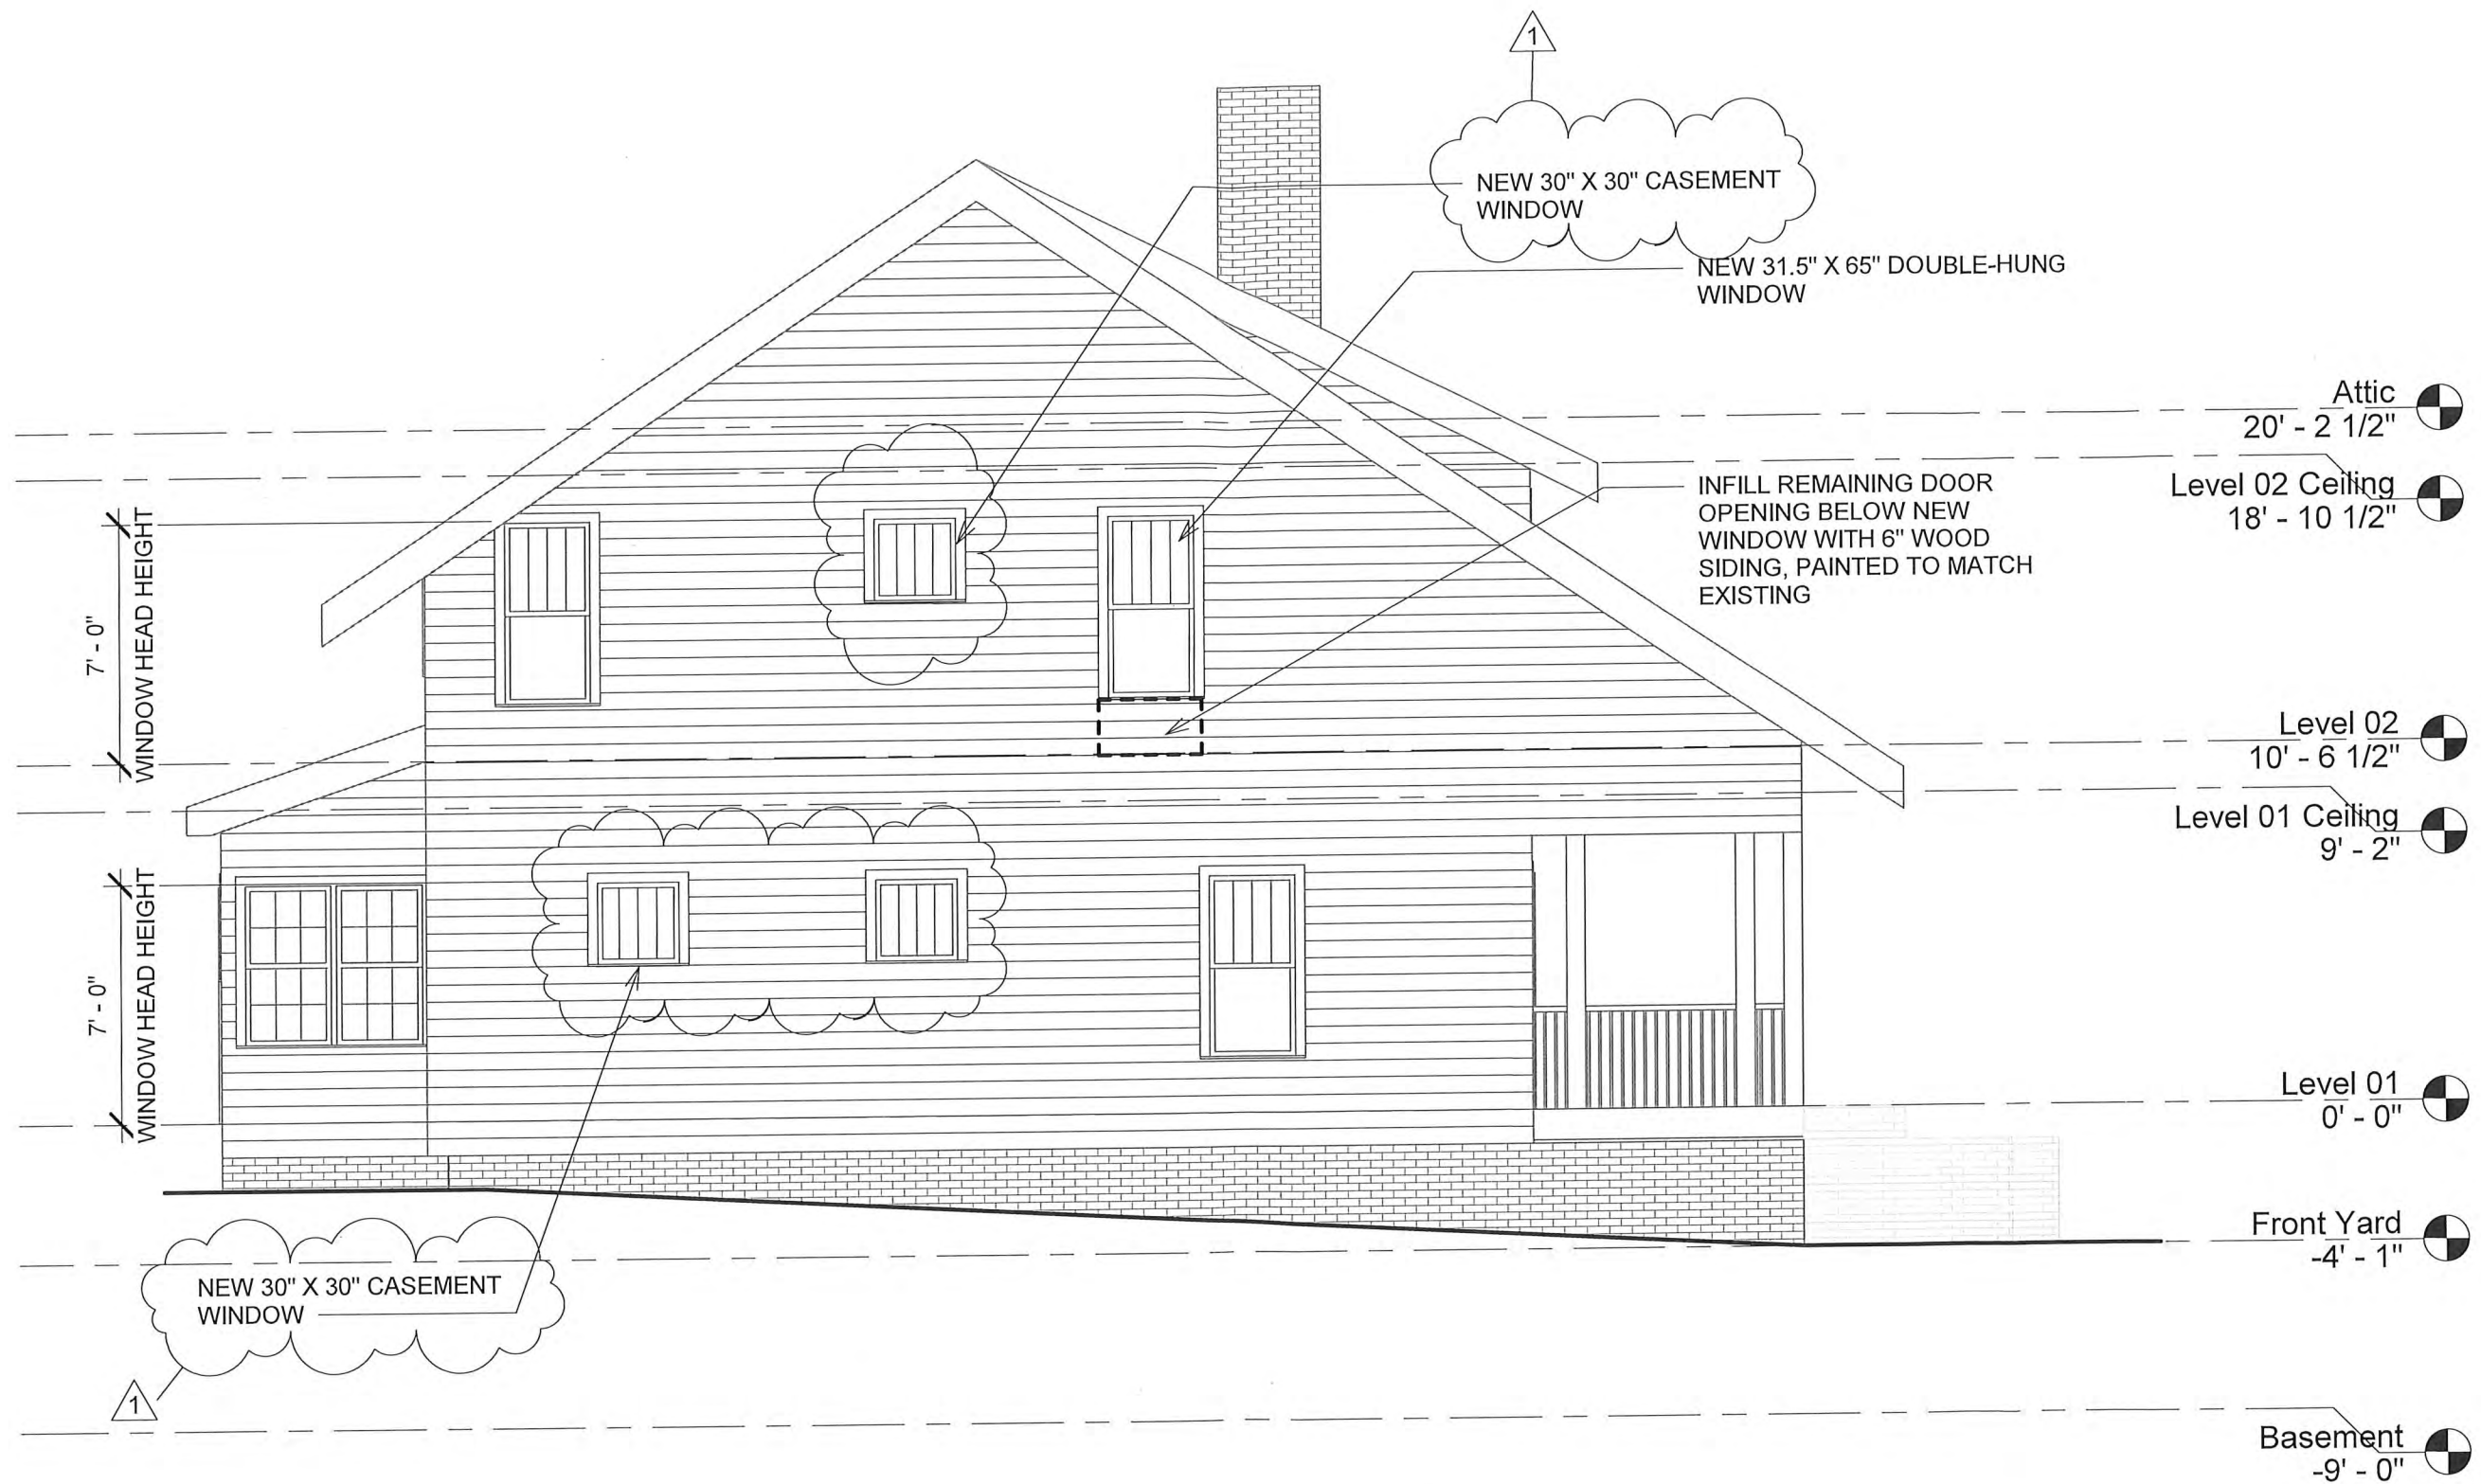 1
NEW 30" X 30" CASEMENT
WINDOW
NEW 31.5" X 65" DOUBLE-HUNG
WINDOW
Attic
20' - 2 1/2"
INFILL REMAINING DOOR
OPENING BELOW NEW
WINDOW WITH 6" WOOD
SIDING, PAINTED TO MATCH
EXISTING
Level 02 Ceiling
18' - 10 1/2"
7' - 0"
WINDOW HEAD HEIGHT
Level 02
10' - 6 1/2"
Level 01 Ceiling
9' - 2"
7' - 0"
WINDOW HEAD HEIGHT
Level 01
0' - 0"
Front Yard
-4' - 1"
NEW 30" X 30" CASEMENT
WINDOW
1
Basement
-9' - 0"